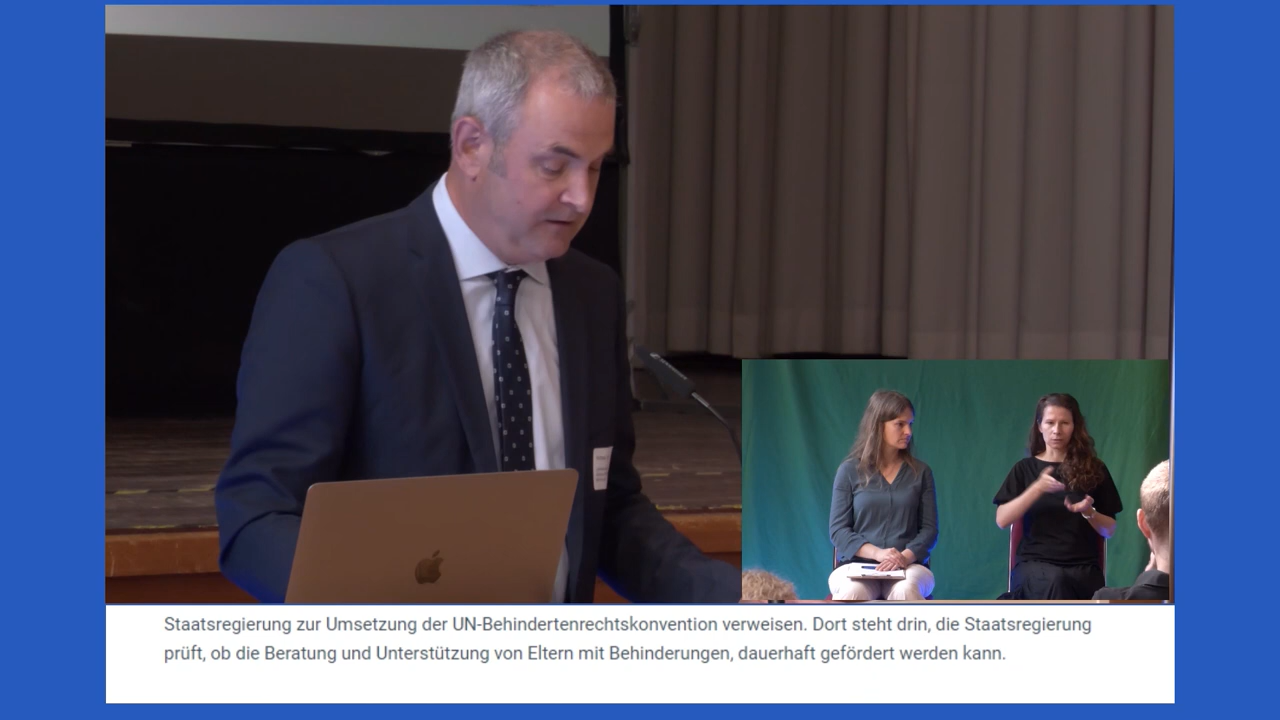 Staatsregierung zur Umsetzung der UN-Behindertenrechtskonvention verweisen. Dort steht drin, die Staatsregierung
prüft, ob die Beratung und Unterstützung von Eltern mit Behinderungen, dauerhaft gefördert werden kann.